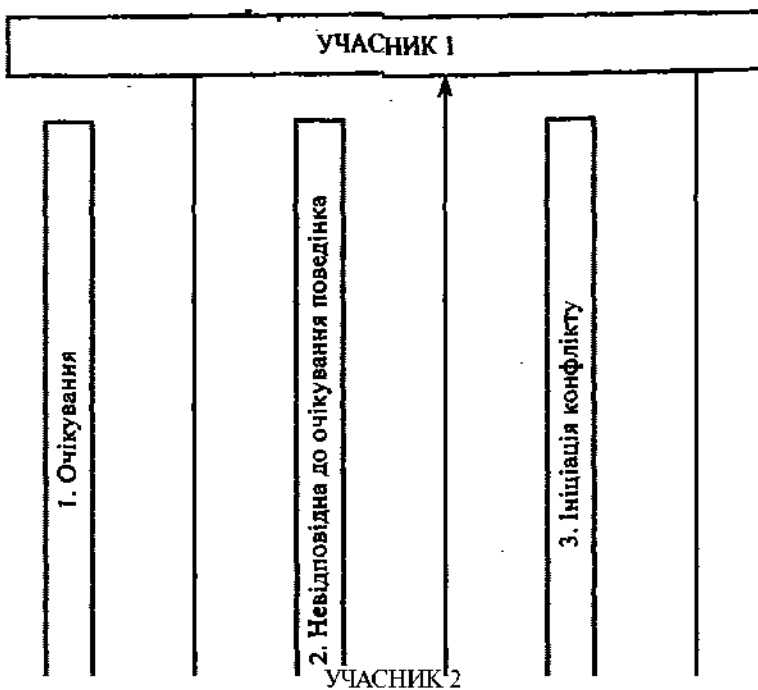 УЧАСНИК 1
1. Очікування
2. Невідповідна до очікування поведінка
3. Ініціація конфлікту
УЧАСНИК 2